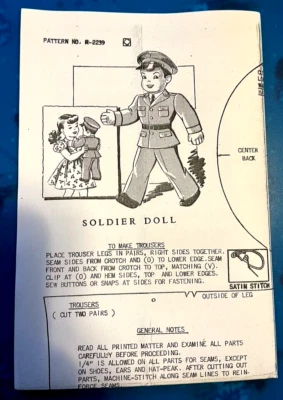 PATTERN NO. R-2239
CENTER
BACK
SOLDIER DOLL
TO MAKE TROUSERS
PLACE TROUSER LEGS IN PAIRS, RIGHT SIDES TOGETHER.
SEAM SIDES FROM CROTCH AND (O) TO LOWER EDGE. SEAM
FRONT AND BACK FROM CROTCH TO TOP, MATCHING (V).
CLIP AT (O) AND HEM SIDES, TOP AND LOWER EDGES.
SEW BUTTONS OR SNAPS AT SIDES FOR FASTENING.
SATIN STITCH
OUTSIDE OF LEG
TROUSERS
( CUT TWO PAIRS )
GENERAL NOTES
READ ALL PRINTED MATTER AND EXAMINE ALL PARTS
CAREFULLY BEFORE PROCEEDING.
1/4" IS ALLOWED ON ALL PARTS FOR SEAMS, EXCEPT
ON SHOES, EARS AND HAT-PEAK. AFTER CUTTING OUT
PARTS, MACHINE-STITCH ALONG SEAM LINES TO REIN-
FORCE SEAMS